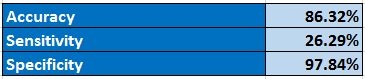 Accuracy 86.32%
Sensitivity 26.29%
Specificity 97.84%